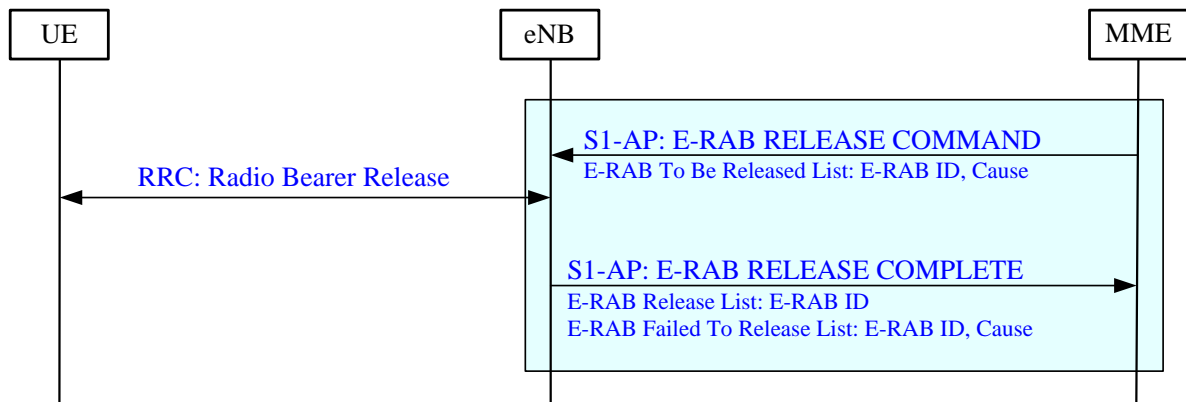 UE
eNB
MME
S1-AP: E-RAB RELEASE COMMAND
E-RAB To Be Released List: E-RAB ID, Cause
RRC: Radio Bearer Release
S1-AP: E-RAB RELEASE COMPLETE
E-RAB Release List: E-RAB ID
E-RAB Failed To Release List: E-RAB ID, Cause